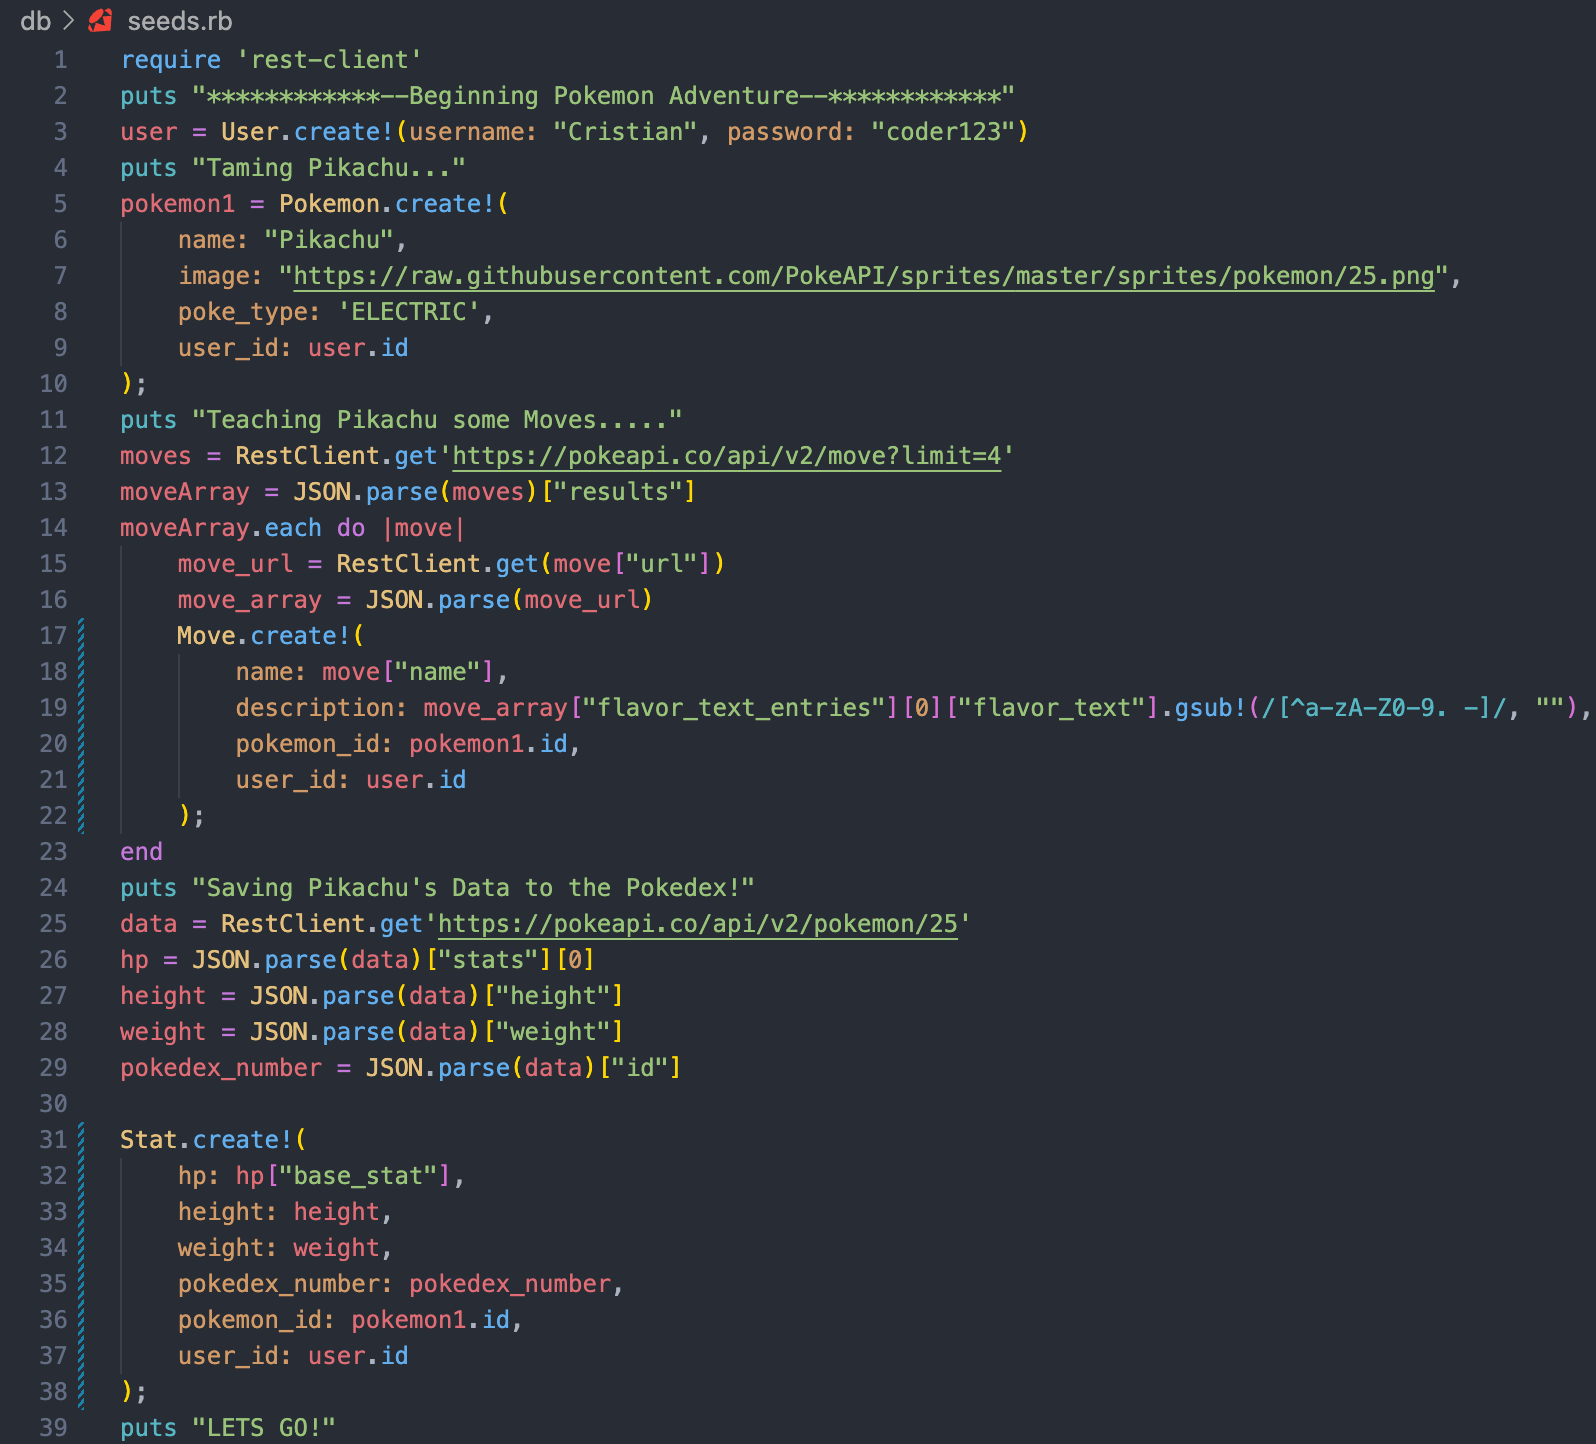 db > seeds.rb
1 require 'rest-client'
2 puts "************--Beginning Pokemon Adventure--************"
3 user = User.create!(username: "Cristian", password: "coder123")
4 puts "Taming Pikachu..."
5 pokemon1 = Pokemon.create!(
6     name: "Pikachu",
7     image: "https://raw.githubusercontent.com/PokeAPI/sprites/master/sprites/pokemon/25.png",
8     poke_type: 'ELECTRIC',
9     user_id: user.id
10 );
11 puts "Teaching Pikachu some Moves....."
12 moves = RestClient.get'https://pokeapi.co/api/v2/move?limit=4'
13 moveArray = JSON.parse(moves)["results"]
14 moveArray.each do |move|
15     move_url = RestClient.get(move["url"])
16     move_array = JSON.parse(move_url)
17     Move.create!(
18         name: move["name"],
19         description: move_array["flavor_text_entries"][0]["flavor_text"].gsub!(/[^a-zA-Z0-9. -]/, ""),
20         pokemon_id: pokemon1.id,
21         user_id: user.id
22     );
23 end
24 puts "Saving Pikachu's Data to the Pokedex!"
25 data = RestClient.get'https://pokeapi.co/api/v2/pokemon/25'
26 hp = JSON.parse(data)["stats"][0]
27 height = JSON.parse(data)["height"]
28 weight = JSON.parse(data)["weight"]
29 pokedex_number = JSON.parse(data)["id"]
30
31 Stat.create!(
32     hp: hp["base_stat"],
33     height: height,
34     weight: weight,
35     pokedex_number: pokedex_number,
36     pokemon_id: pokemon1.id,
37     user_id: user.id
38 );
39 puts "LETS GO!"